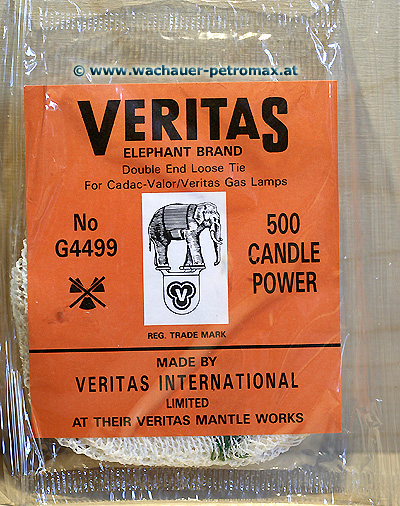 © www.wachauer-petromax.at
VERITAS
ELEPHANT BRAND
Double End Loose Tie
For Cadac-Valor/Veritas Gas Lamps
No
G4499
500
CANDLE
POWER
V
REG. TRADE MARK
MADE BY
VERITAS INTERNATIONAL
LIMITED
AT THEIR VERITAS MANTLE WORKS